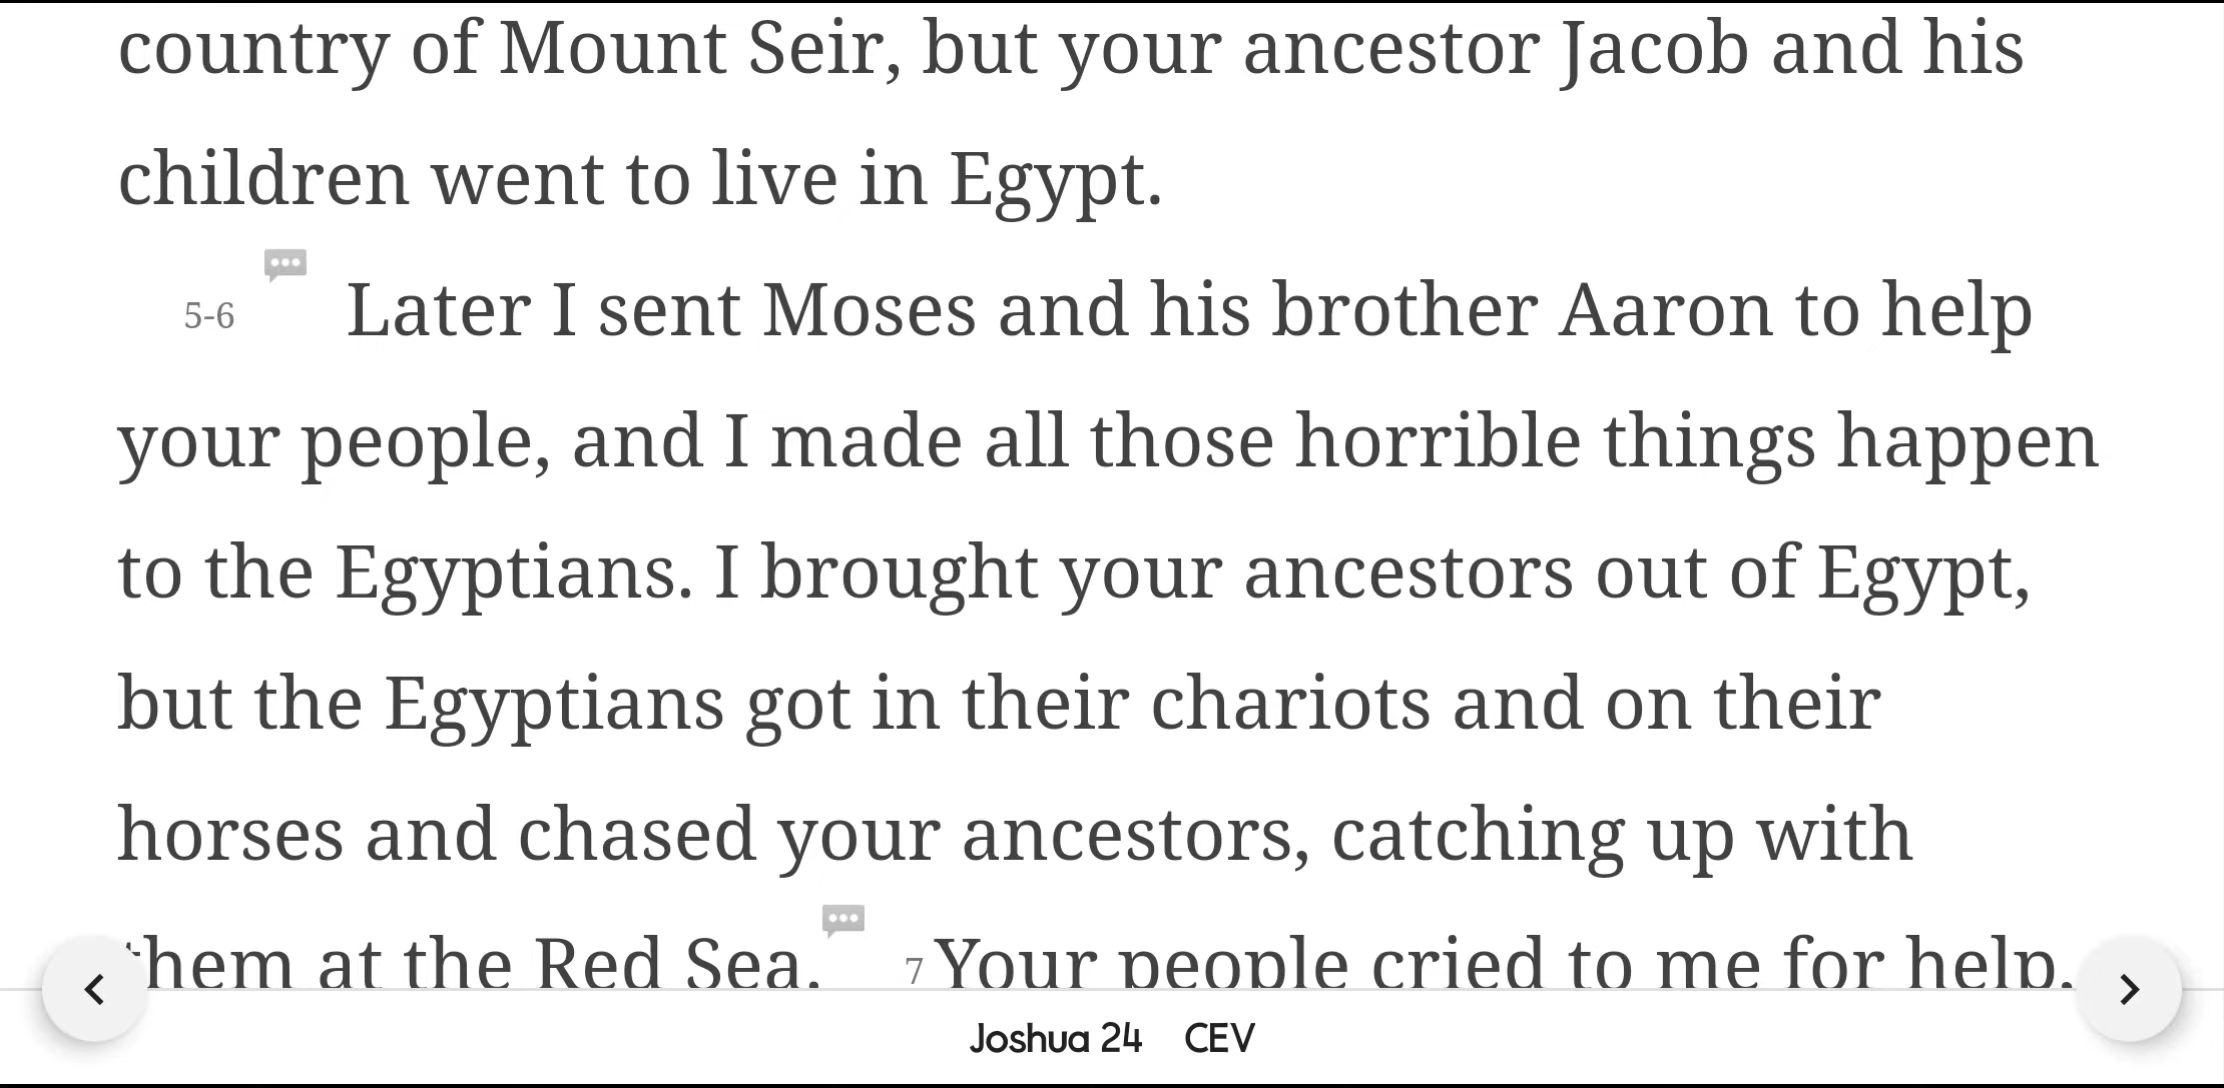 country of Mount Seir, but your ancestor Jacob and his
children went to live in Egypt.
5-6 Later I sent Moses and his brother Aaron to help
your people, and I made all those horrible things happen
to the Egyptians. I brought your ancestors out of Egypt,
but the Egyptians got in their chariots and on their
horses and chased your ancestors, catching up with
them at the Red Sea. 7 Your people cried to me for help,
Joshua 24 CEV